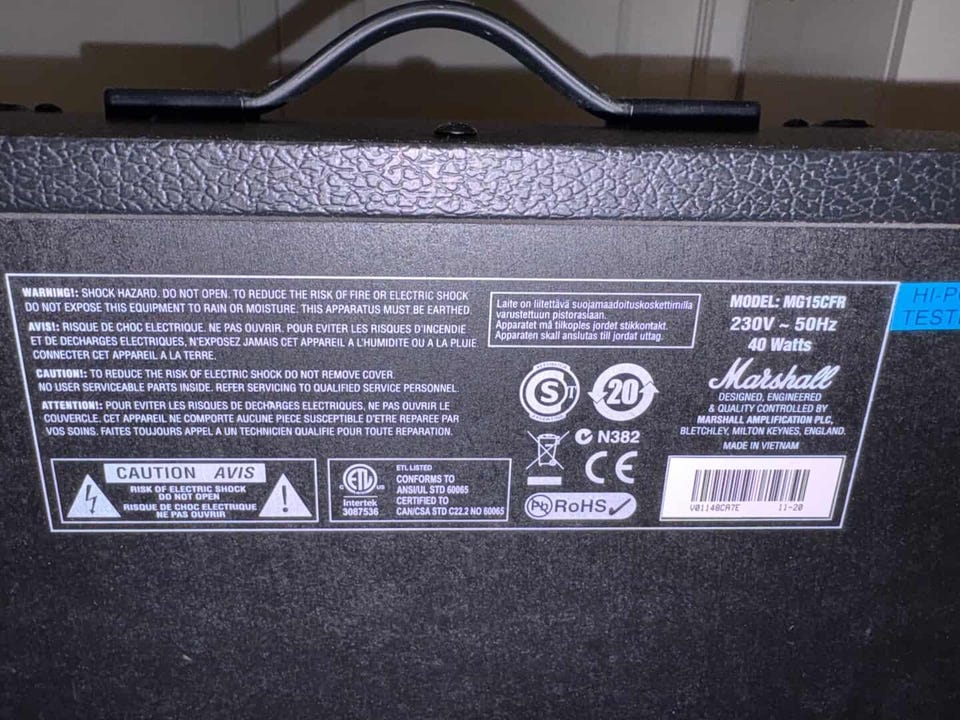 WARNING!: SHOCK HAZARD. DO NOT OPEN. TO REDUCE THE RISK OF FIRE OR ELECTRIC SHOCK
DO NOT EXPOSE THIS EQUIPMENT TO RAIN OR MOISTURE. THIS APPARATUS MUST BE EARTHED.
AVIS!: RISQUE DE CHOC ELECTRIQUE. NE PAS OUVRIR. POUR EVITER LES RISQUES D'INCENDIE
ET DE DECHARGES ELECTRIQUES, N'EXPOSEZ JAMAIS CET APPAREIL A L'HUMIDITE OU A LA PLUIE.
CONNECTER CET APPAREIL A LA TERRE.
CAUTION!: TO REDUCE THE RISK OF ELECTRIC SHOCK DO NOT REMOVE COVER.
NO USER SERVICEABLE PARTS INSIDE. REFER SERVICING TO QUALIFIED SERVICE PERSONNEL.
ATTENTION!: POUR EVITER LES RISQUES DE DECHARGES ELECTRIQUES, NE PAS OUVRIR LE
COUVERCLE. CET APPAREIL NE COMPORTE AUCUNE PIECE SUSCEPTIBLE D'ETRE REPAREE PAR
VOS SOINS. FAITES TOUJOURS APPEL A UN TECHNICIEN QUALIFIE POUR TOUTE REPARATION.
CAUTION AVIS
RISK OF ELECTRIC SHOCK
DO NOT OPEN
RISQUE DE CHOC ELECTRIQUE
NE PAS OUVRIR
C ETL US
Intertek
3087536
ETL LISTED
CONFORMS TO
ANSI/UL STD 60065
CERTIFIED TO
CAN/CSA STD C22.2 NO 60065
Laite on liitettävä suojamaadoituskoskettimilla
varustettuun pistorasiaan.
Apparatet må tilkoples jordet stikkontakt.
Apparaten skall anslutas till jordat uttag.
S
20
N382
CE
Pb RoHS
MODEL: MG15CFR
230V ~ 50Hz
40 Watts
Marshall
DESIGNED, ENGINEERED
& QUALITY CONTROLLED BY
MARSHALL AMPLIFICATION PLC,
BLETCHLEY, MILTON KEYNES, ENGLAND.
MADE IN VIETNAM
V01148CA7E 11-20
HI-P
TEST